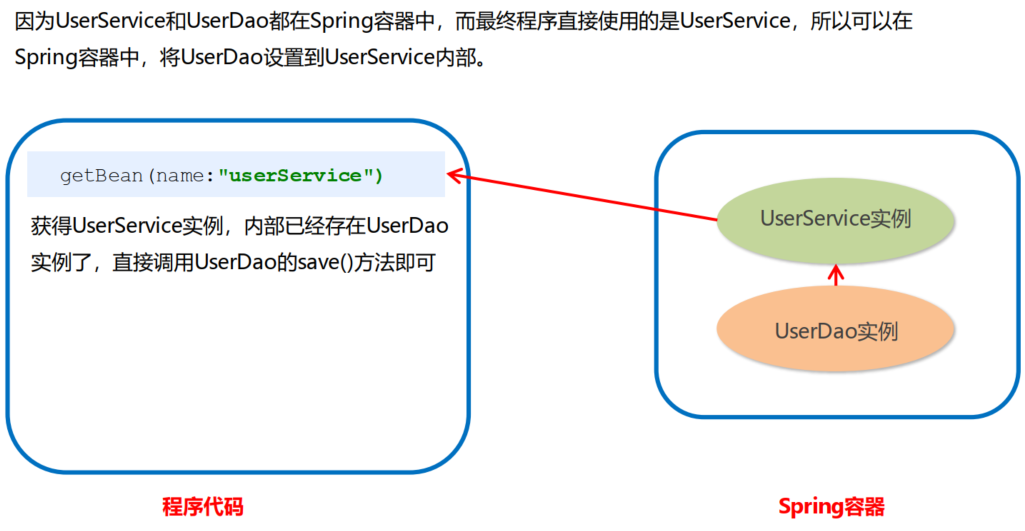 因为UserService和UserDao都在Spring容器中，而最终程序直接使用的是UserService，所以可以在
Spring容器中，将UserDao设置到UserService内部。
getBean(name:"userService")
获得UserService实例，内部已经存在UserDao
实例了，直接调用UserDao的save()方法即可
UserService实例
UserDao实例
程序代码
Spring容器